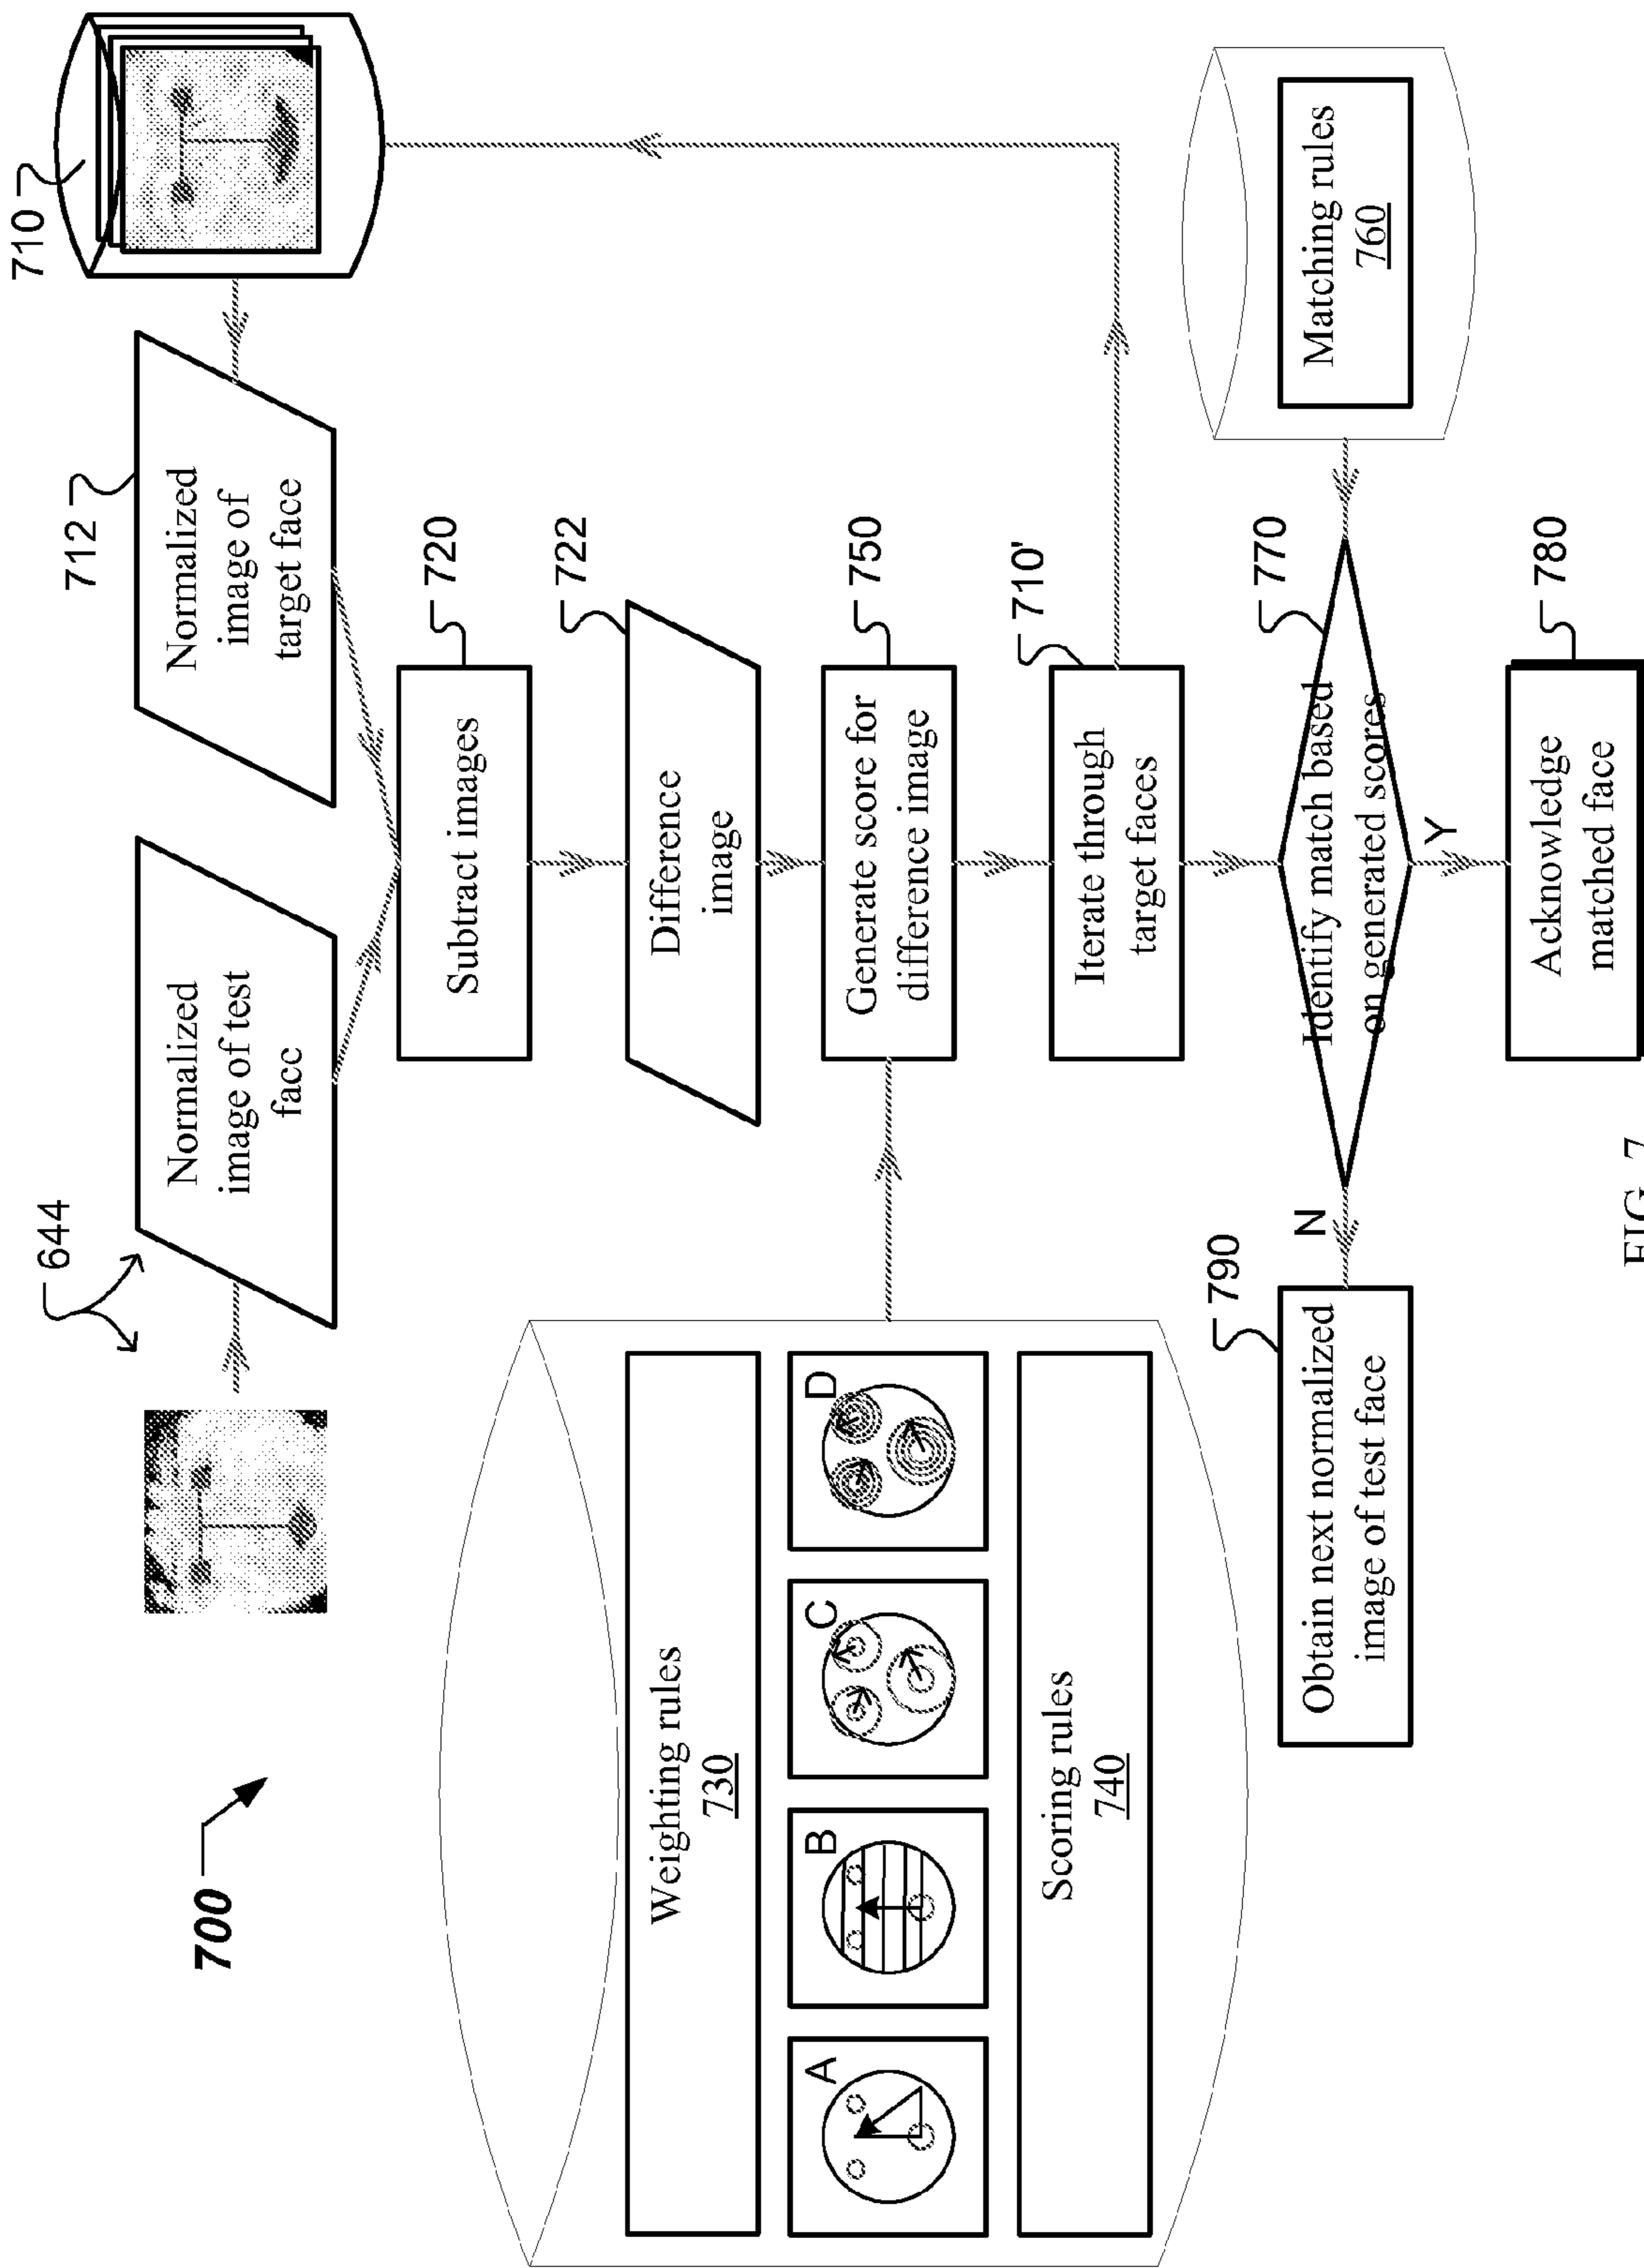 700
644
712
710
Normalized
image of test
facc
Normalized
image of
target face
Subtract images
720
Difference
image
722
Weighting rules
730
A
B
C
D
Scoring rules
740
Generate score for
difference image
750
Iterate through
target faces
710'
790
Obtain next normalized
image of test face
N
Identify match based
on generated scores
770
Matching rules
760
Y
Acknowledge
matched face
780
FIG. 7